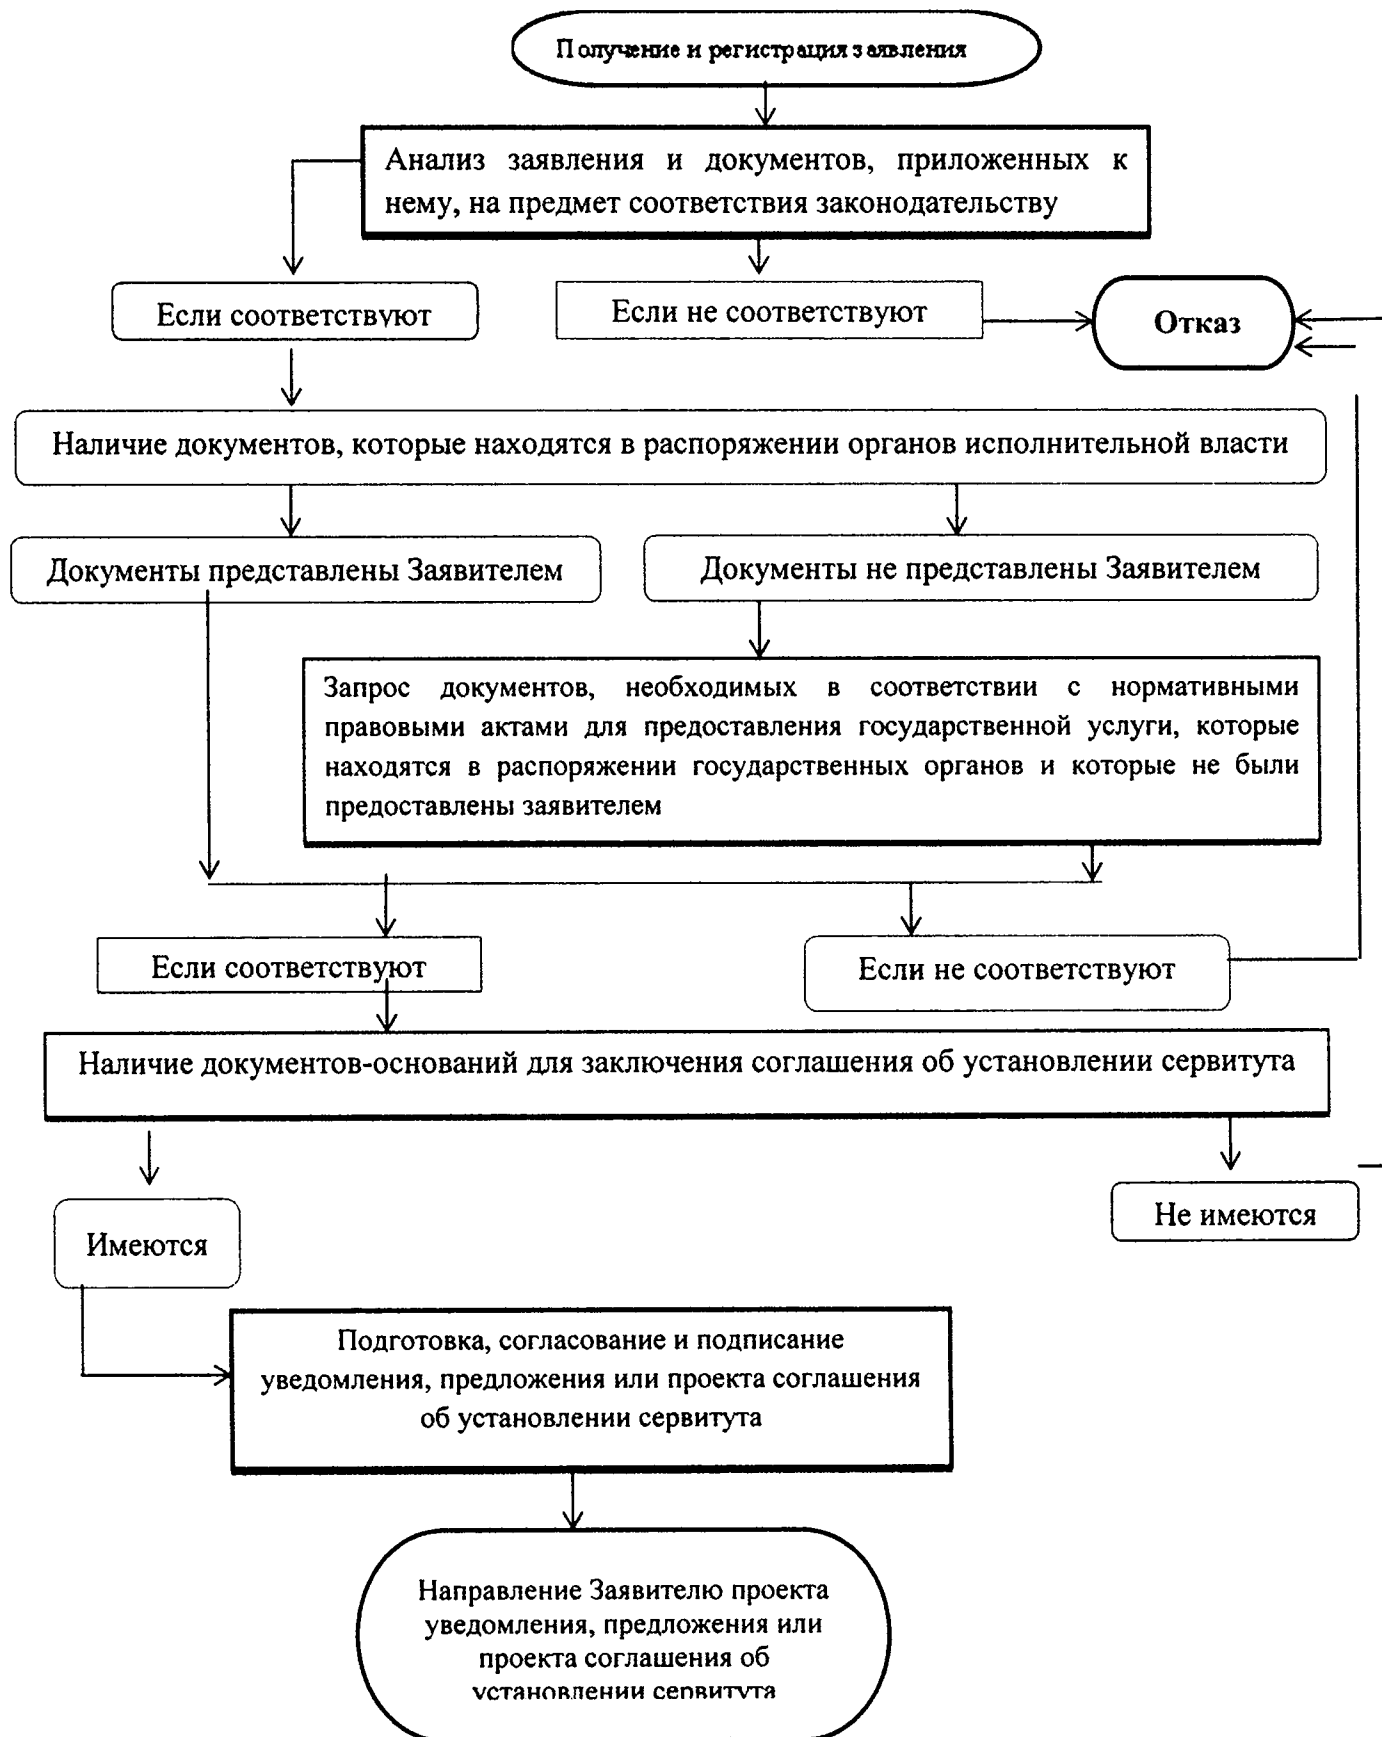 Получение и регистрация заявления
Анализ заявления и документов, приложенных к
нему, на предмет соответствия законодательству
Если соответствуют
Если не соответствуют
Отказ
Наличие документов, которые находятся в распоряжении органов исполнительной власти
Документы представлены Заявителем
Документы не представлены Заявителем
Запрос документов, необходимых в соответствии с нормативными
правовыми актами для предоставления государственной услуги, которые
находятся в распоряжении государственных органов и которые не были
предоставлены заявителем
Если соответствуют
Если не соответствуют
Наличие документов-оснований для заключения соглашения об установлении сервитута
Имеются
Не имеются
Подготовка, согласование и подписание
уведомления, предложения или проекта соглашения
об установлении сервитута
Направление Заявителю проекта
уведомления, предложения или
проекта соглашения об
установлении сервитута